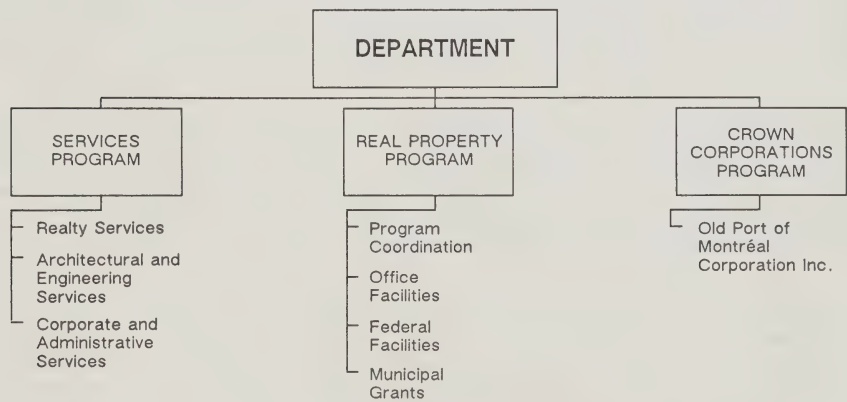 DEPARTMENT
SERVICES
PROGRAM
Realty Services
Architectural and
Engineering
Services
Corporate and
Administrative
Services
REAL PROPERTY
PROGRAM
Program
Coordination
Office
Facilities
Federal
Facilities
Municipal
Grants
CROWN
CORPORATIONS
PROGRAM
Old Port of
Montréal
Corporation Inc.